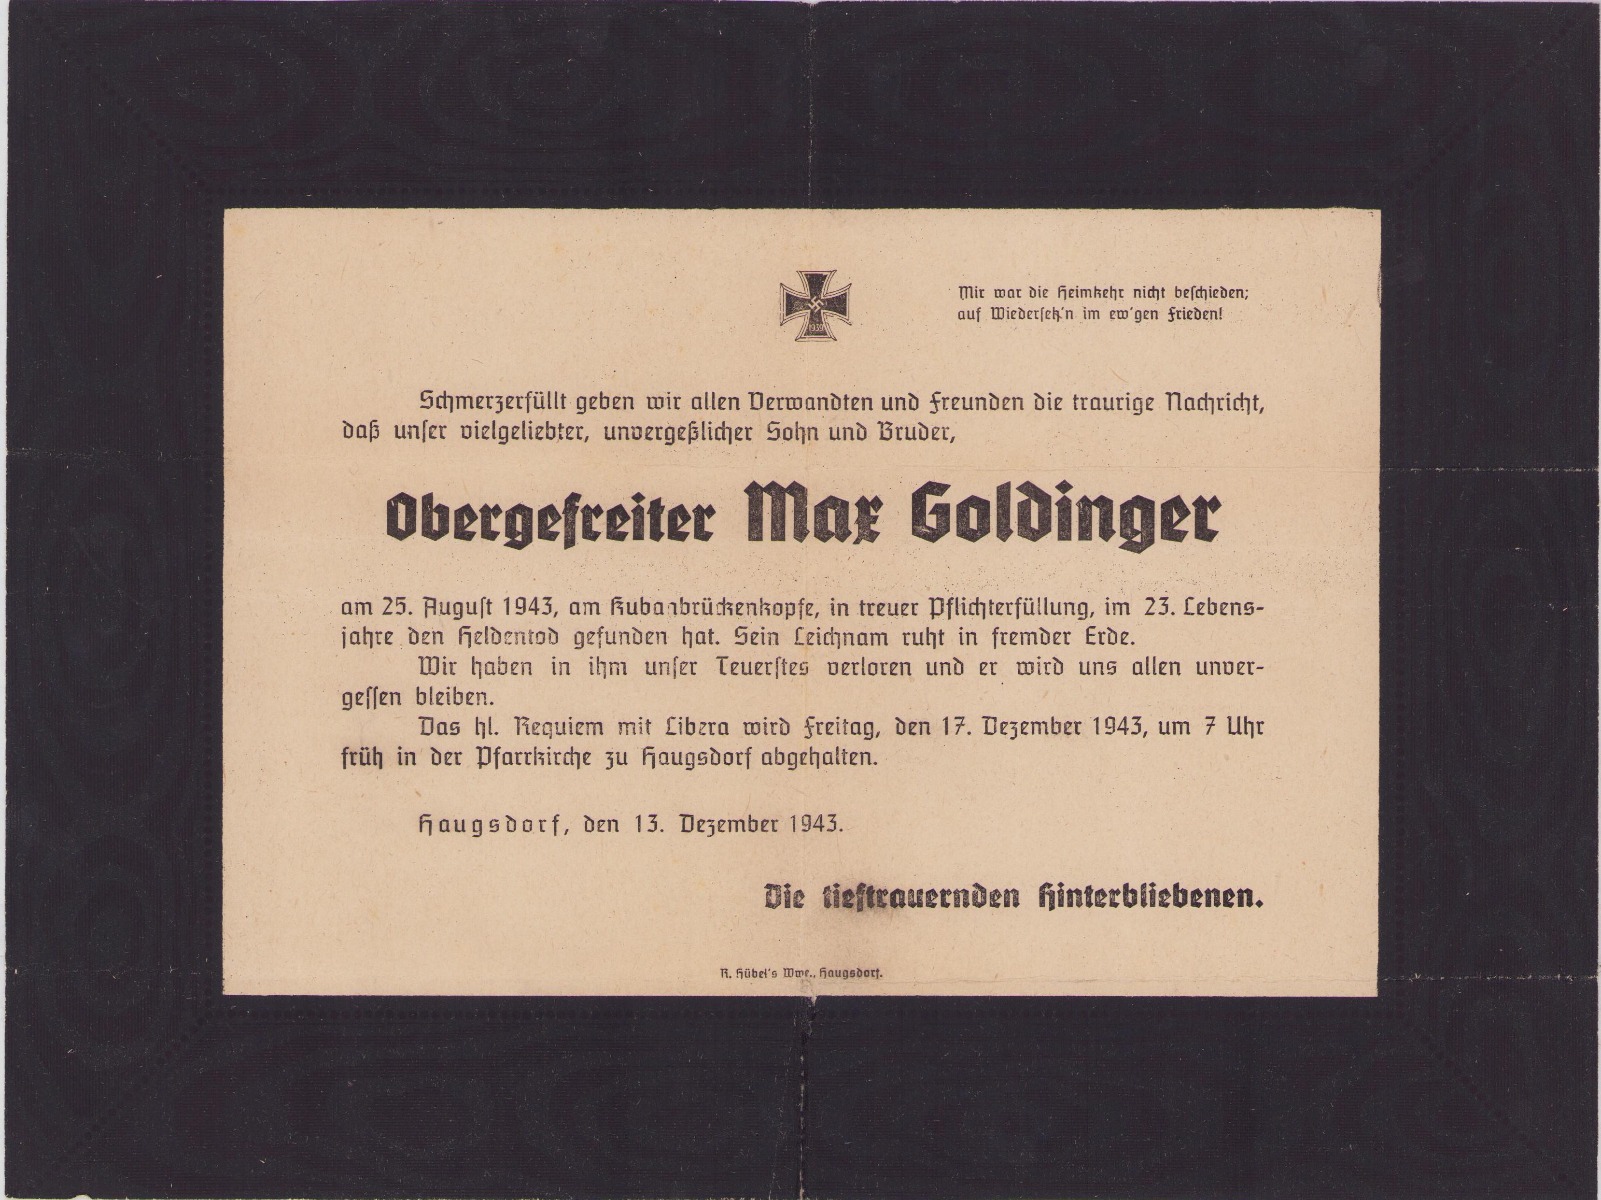 1939
Mir war die Heimkehr nicht beschieden;
auf Wiederseh'n im ew'gen Frieden!
Schmerzerfüllt geben wir allen Verwandten und Freunden die traurige Nachricht,
daß unser vielgeliebter, unvergeßlicher Sohn und Bruder,
Obergefreiter Max Goldinger
am 25. August 1943, am Kubanbrückenkopfe, in treuer Pflichterfüllung, im 23. Lebens-
jahre den Heldentod gefunden hat. Sein Leichnam ruht in fremder Erde.
Wir haben in ihm unser Teuerstes verloren und er wird uns allen unver-
gessen bleiben.
Das hl. Requiem mit Libera wird Freitag, den 17. Dezember 1943, um 7 Uhr
früh in der Pfarrkirche zu Haugsdorf abgehalten.
Haugsdorf, den 13. Dezember 1943.
Die tieftrauernden Hinterbliebenen.
R. Hübel's Wwe., Haugsdorf.